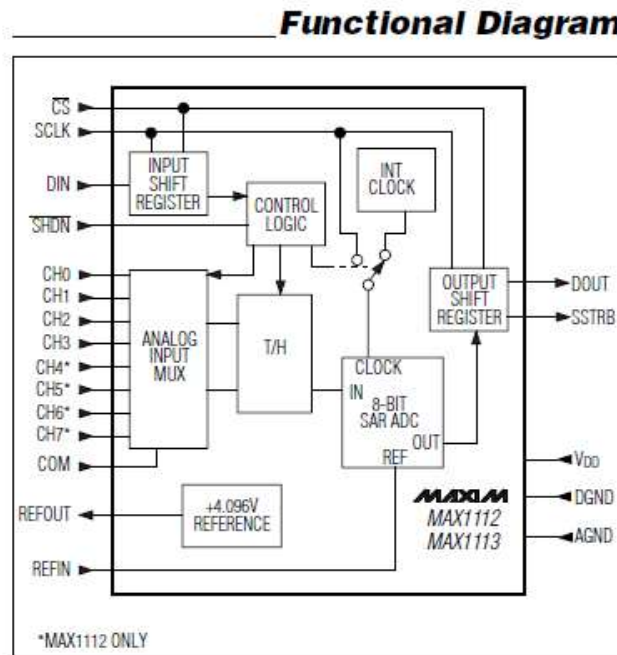 Functional Diagram
CS
SCLK
DIN
SHDN
CH0
CH1
CH2
CH3
CH4*
CH5*
CH6*
CH7*
COM
REFOUT
REFIN
INPUT
SHIFT
REGISTER
CONTROL
LOGIC
INT
CLOCK
ANALOG
INPUT
MUX
T/H
CLOCK
IN
8-BIT
SAR ADC
OUT
REF
OUTPUT
SHIFT
REGISTER
DOUT
SSTRB
+4.096V
REFERENCE
MAXIM
MAX1112
MAX1113
VDD
DGND
AGND
*MAX1112 ONLY